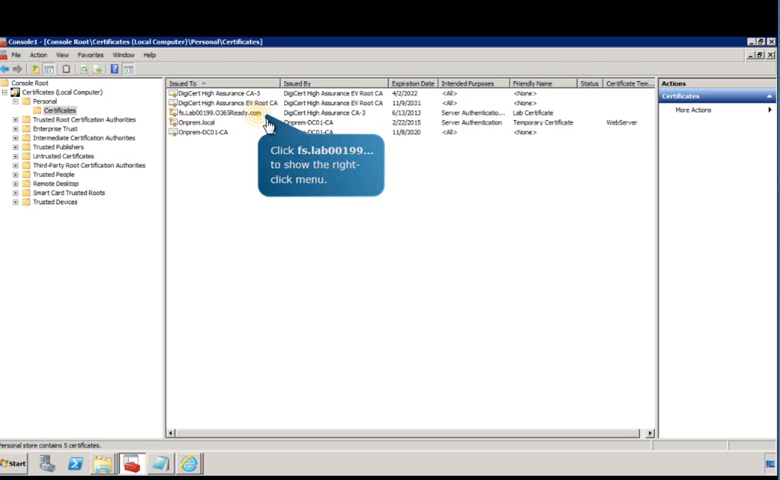 Console1 - [Console Root\Certificates (Local Computer)\Personal\Certificates]
File Action View Favorites Window Help
Console Root
Certificates (Local Computer)
Personal
Certificates
Trusted Root Certification Authorities
Enterprise Trust
Intermediate Certification Authorities
Trusted Publishers
Untrusted Certificates
Third-Party Root Certification Authorities
Trusted People
Remote Desktop
Smart Card Trusted Roots
Trusted Devices
Issued To Issued By Expiration Date Intended Purposes Friendly Name Status Certificate Tem...
DigiCert High Assurance CA-3 DigiCert High Assurance EV Root CA 4/2/2022 <All> <None>
DigiCert High Assurance EV Root CA DigiCert High Assurance EV Root CA 11/9/2031 <All> <None>
fs.Lab00199.O365Ready.com DigiCert High Assurance CA-3 6/13/2013 Server Authenticatio... Lab Certificate
Onprem.local Onprem-DC01-CA 2/22/2015 Server Authentication Temporary Certificate WebServer
Onprem-DC01-CA Onprem-DC01-CA 11/8/2020 <All> <None>
Click fs.lab00199...
to show the right-
click menu.
Actions
Certificates
More Actions
Personal store contains 5 certificates.
Start